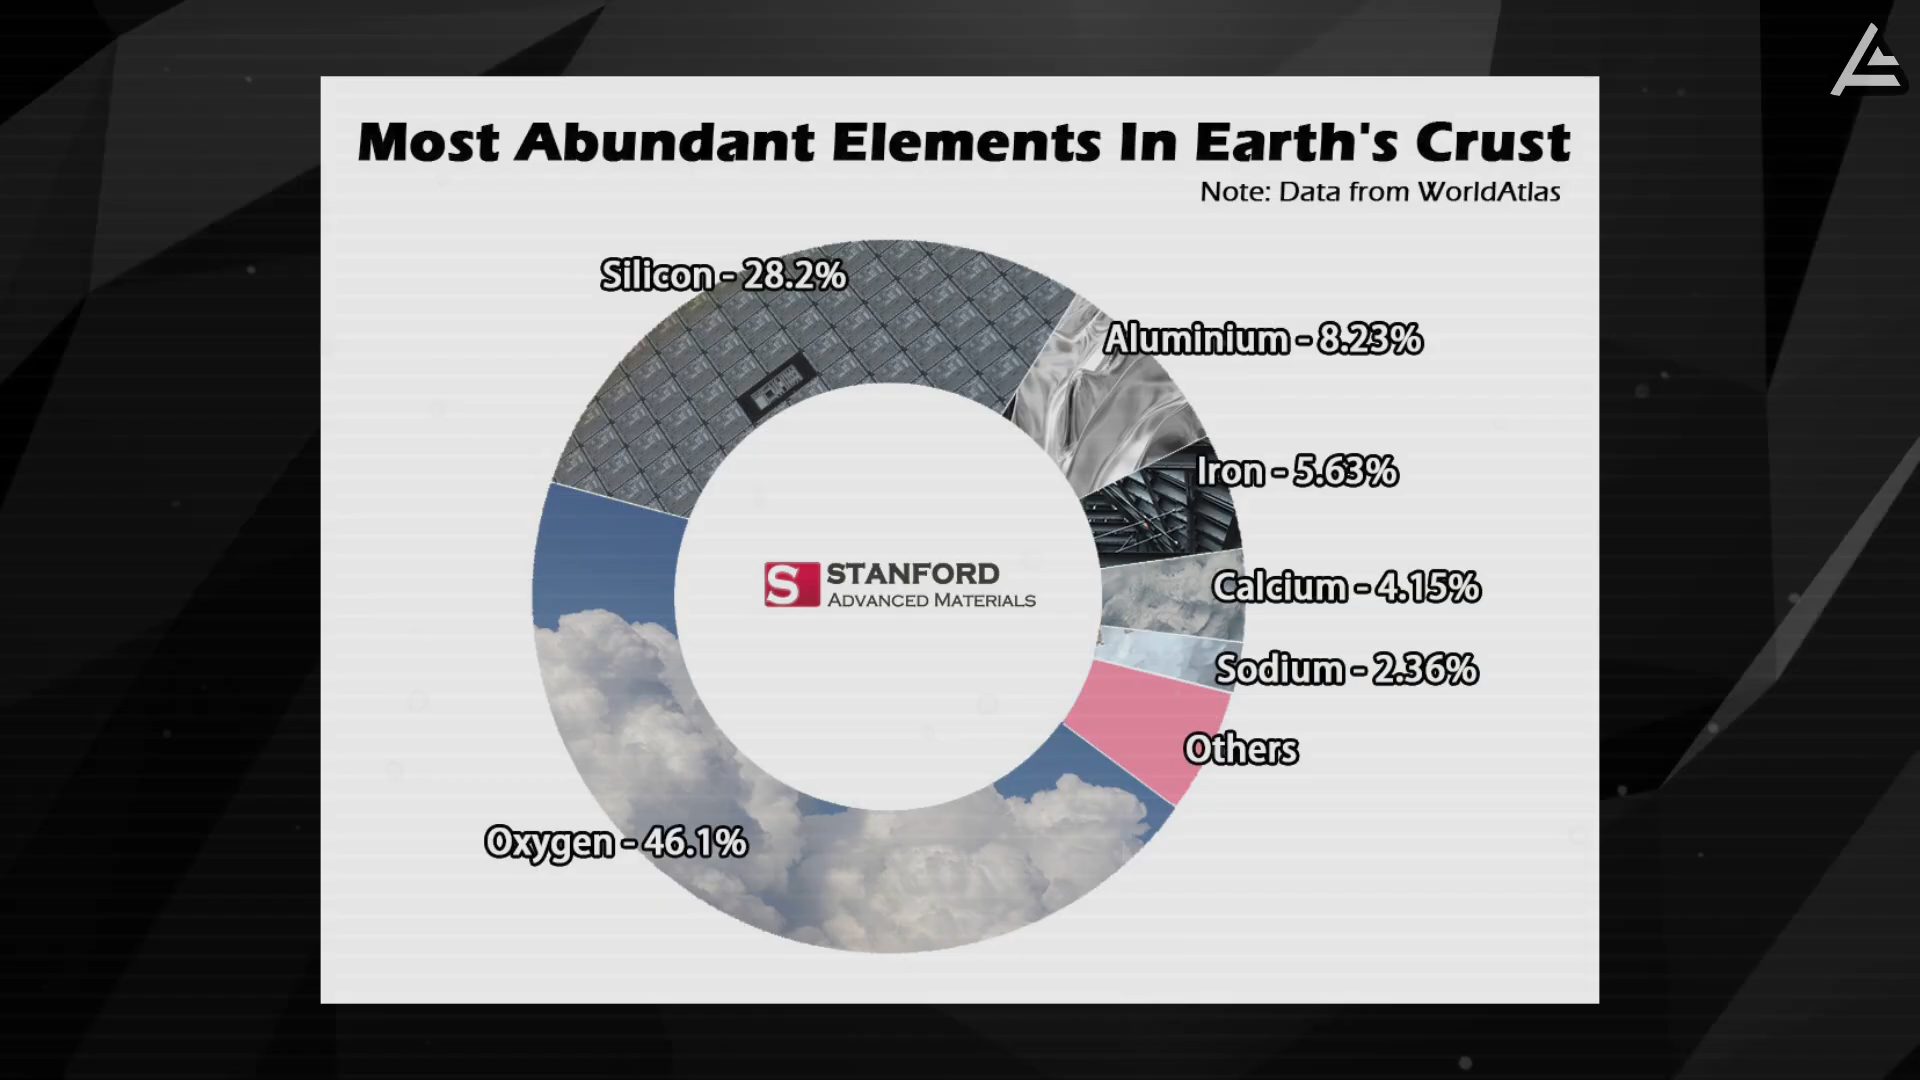 Most Abundant Elements In Earth's Crust
Note: Data from WorldAtlas
Silicon - 28.2%
Aluminium - 8.23%
Iron - 5.63%
Calcium - 4.15%
STANFORD
ADVANCED MATERIALS
Sodium - 2.36%
Others
Oxygen - 46.1%